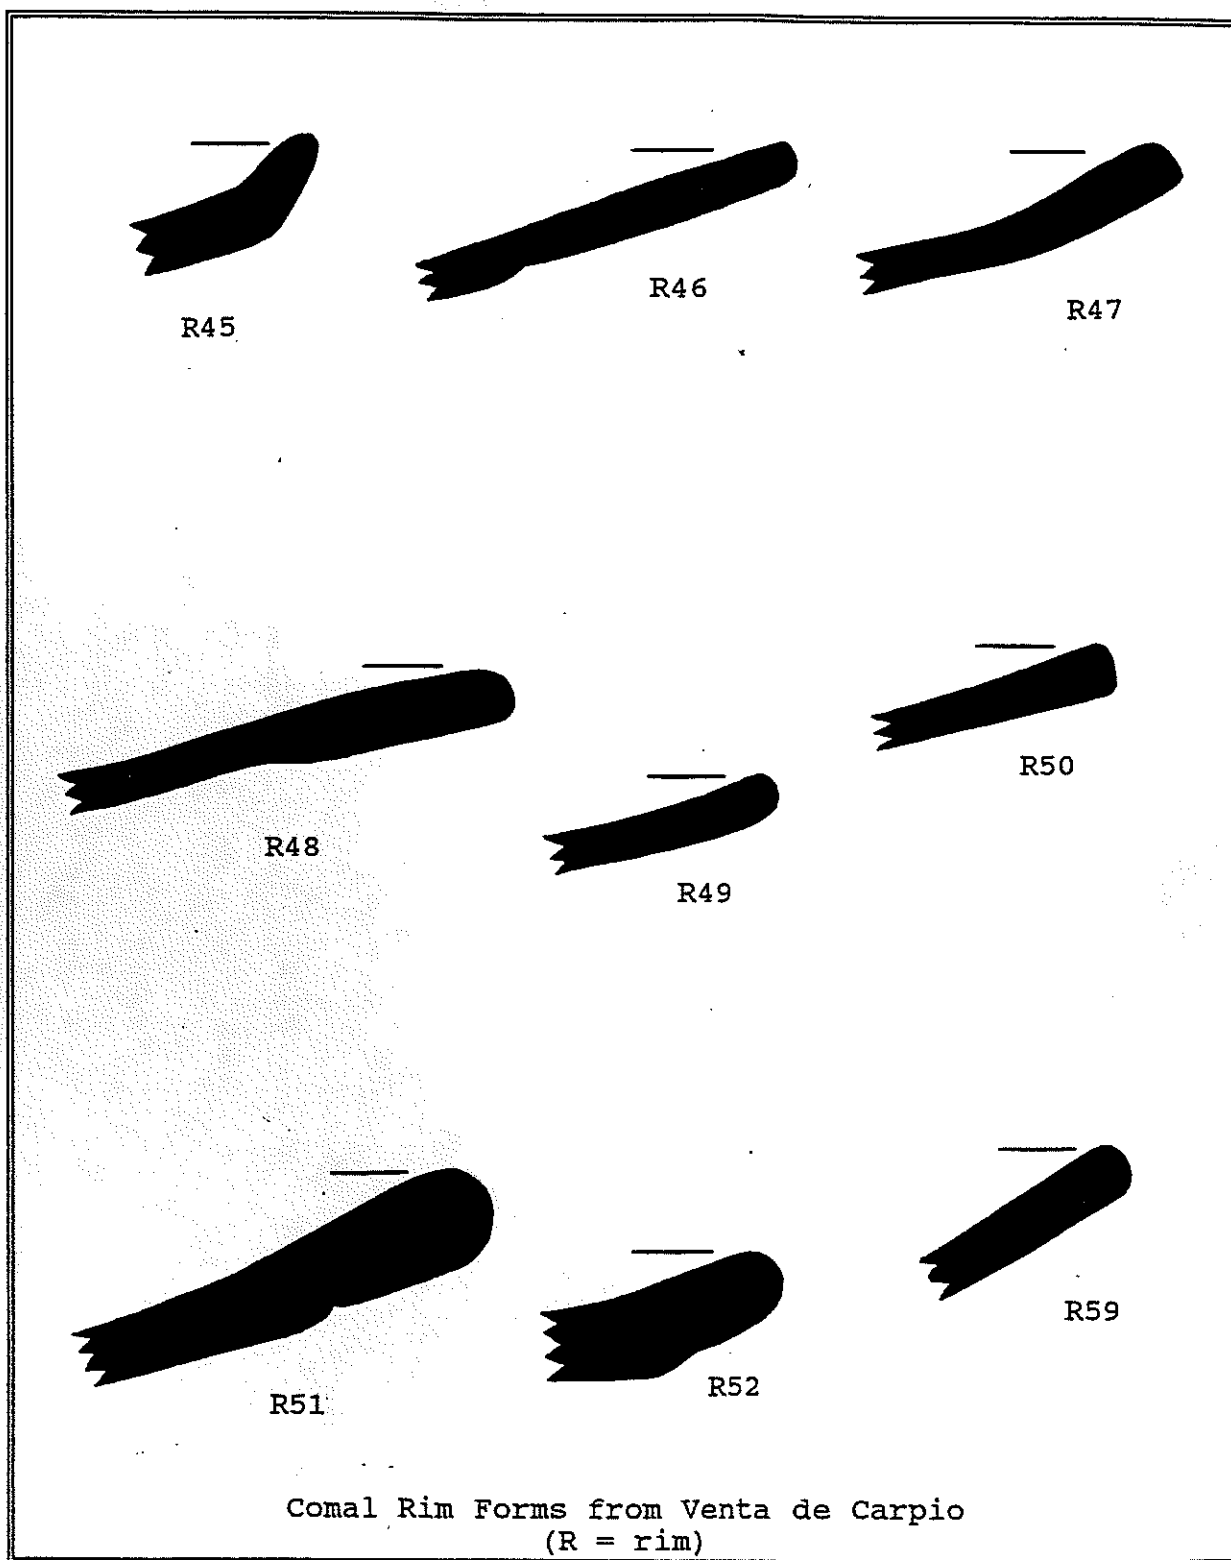 R45
R46
R47
R48
R49
R50
R51
R52
R59
Comal Rim Forms from Venta de Carpio
(R = rim)